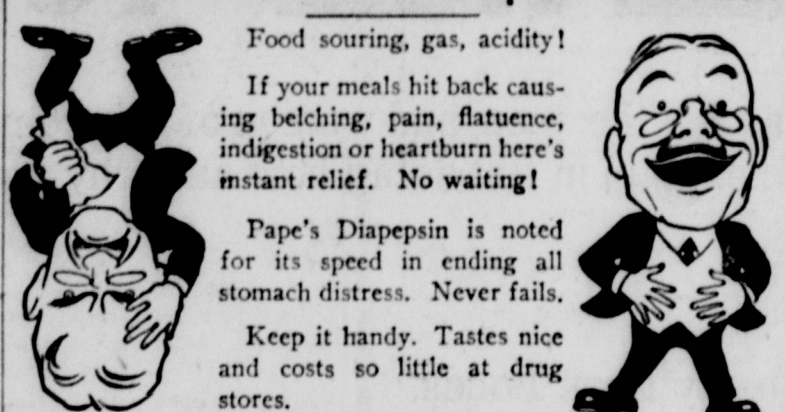 Food souring, gas, acidity!
If your meals hit back caus-
ing belching, pain, flatuence,
indigestion or heartburn here's
instant relief. No waiting!
Pape's Diapepsin is noted
for its speed in ending all
stomach distress. Never fails.
Keep it handy. Tastes nice
and costs so little at drug
stores.